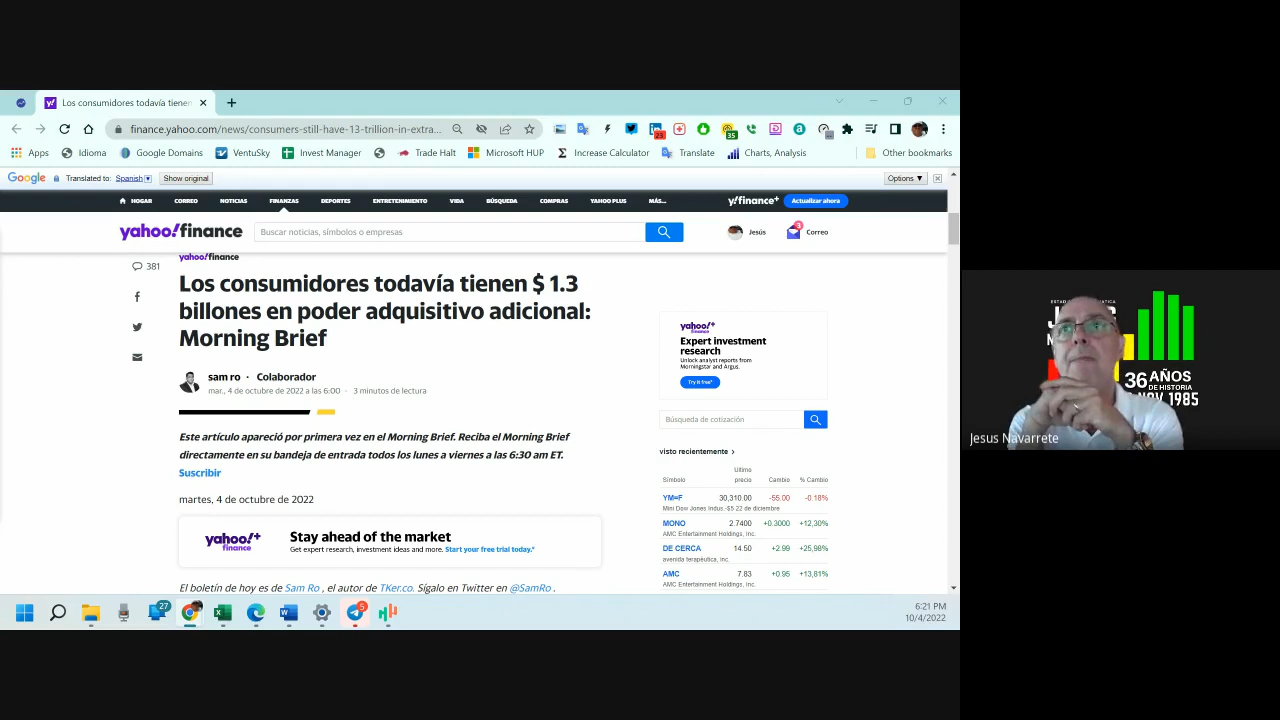 Los consumidores todavía tienen
finance.yahoo.com/news/consumers-still-have-13-trillion-in-extra...
23
35
Apps
Idioma
Google Domains
VentuSky
Invest Manager
Trade Halt
Microsoft HUP
Increase Calculator
Translate
Charts, Analysis
Other bookmarks
Google
Translated to: Spanish
Show original
Options ▼
HOGAR
CORREO
NOTICIAS
FINANZAS
DEPORTES
ENTRETENIMIENTO
VIDA
BÚSQUEDA
COMPRAS
YAHOO PLUS
MÁS...
y!finance+
Actualizar ahora
yahoo!finance
Buscar noticias, símbolos o empresas
Jesús
Correo
yahoo!finance
381
Los consumidores todavía tienen $ 1.3
billones en poder adquisitivo adicional:
Morning Brief
sam ro · Colaborador
mar., 4 de octubre de 2022 a las 6:00 · 3 minutos de lectura
Este artículo apareció por primera vez en el Morning Brief. Reciba el Morning Brief
directamente en su bandeja de entrada todos los lunes a viernes a las 6:30 am ET.
Suscribir
martes, 4 de octubre de 2022
yahoo!+
finance
Stay ahead of the market
Get expert research, investment ideas and more. Start your free trial today.*
El boletín de hoy es de Sam Ro , el autor de TKer.co. Sígalo en Twitter en @SamRo .
yahoo!+
finance
Expert investment
research
Unlock analyst reports from
Morningstar and Argus.
Try it free*
Búsqueda de cotización
visto recientemente
Símbolo
Ultimo
precio
Cambio
% Cambio
YM=F 30,310.00 -55.00 -0.18%
Mini Dow Jones Indus.-$5 22 de diciembre
MONO 2.7400 +0.3000 +12,30%
AMC Entertainment Holdings, Inc.
DE CERCA 14.50 +2.99 +25,98%
avenida terapéutica, inc.
AMC 7.83 +0.95 +13,81%
AMC Entertainment Holdings, Inc.
27
5
6:21 PM
10/4/2022
36 AÑOS
DE HISTORIA
NOV 1985
Jesus Navarrete